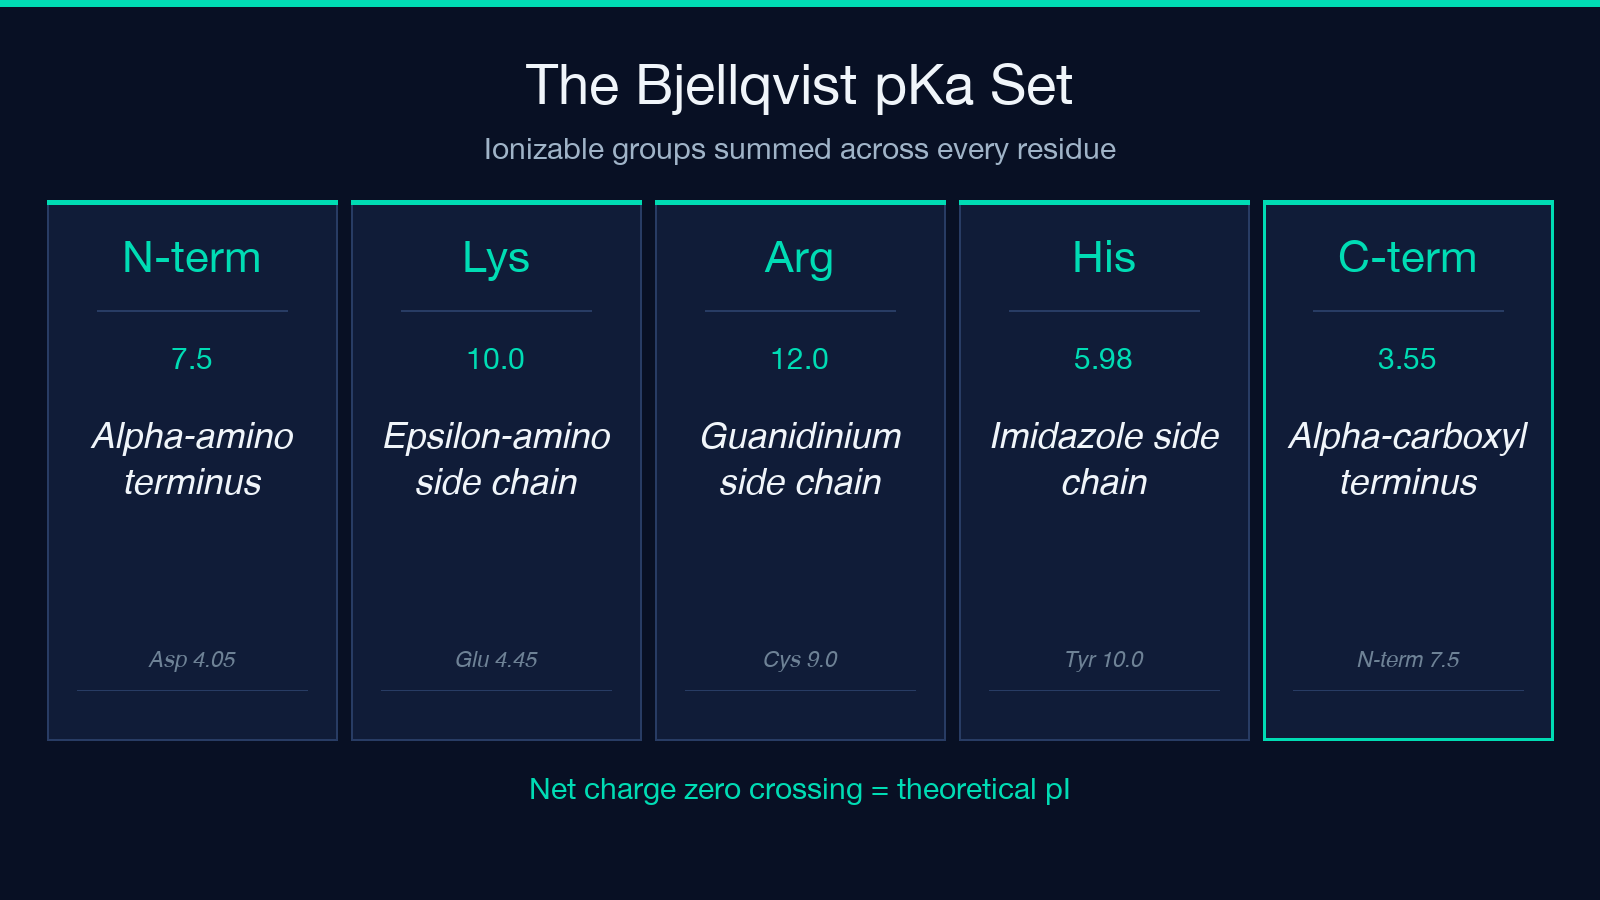 The Bjellqvist pKa Set
Ionizable groups summed across every residue
N-term
7.5
Alpha-amino
terminus
Asp 4.05
Lys
10.0
Epsilon-amino
side chain
Glu 4.45
Arg
12.0
Guanidinium
side chain
Cys 9.0
His
5.98
Imidazole side
chain
Tyr 10.0
C-term
3.55
Alpha-carboxyl
terminus
N-term 7.5
Net charge zero crossing = theoretical pI